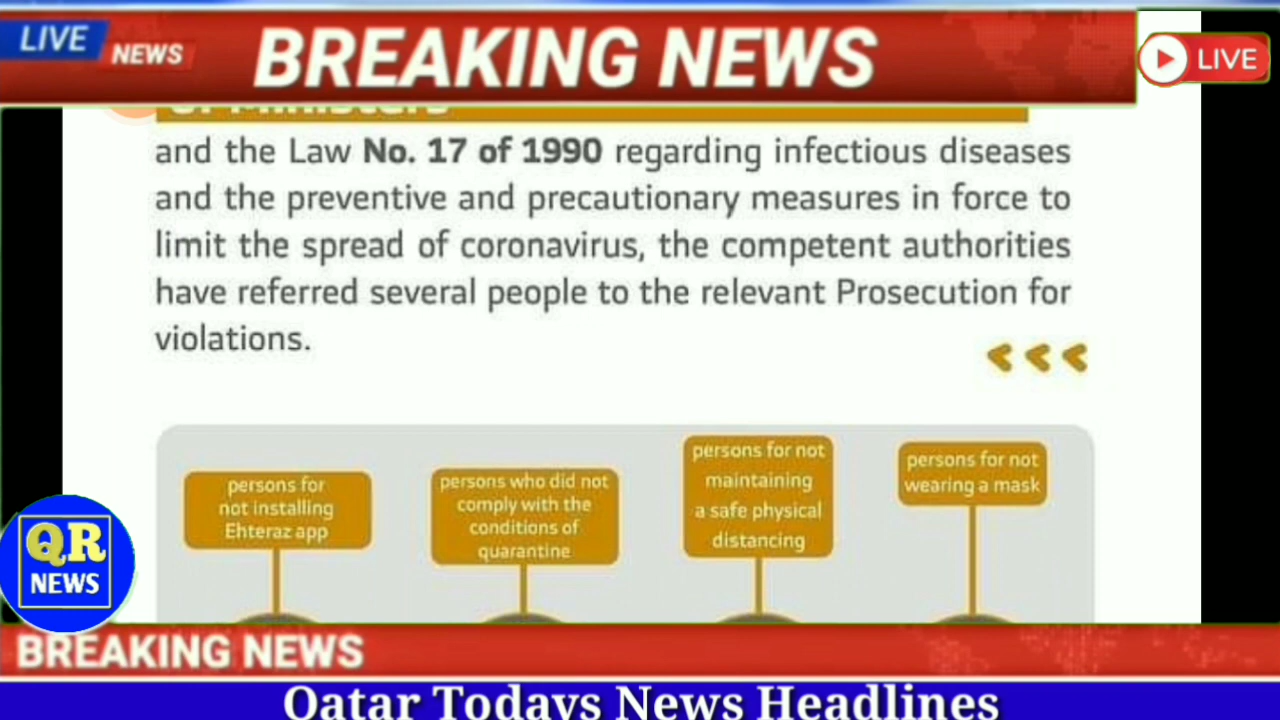 LIVE
NEWS
BREAKING NEWS
LIVE
of Ministers
and the Law No. 17 of 1990 regarding infectious diseases
and the preventive and precautionary measures in force to
limit the spread of coronavirus, the competent authorities
have referred several people to the relevant Prosecution for
violations.
persons for
not installing
Ehteraz app
persons who did not
comply with the
conditions of
quarantine
persons for not
maintaining
a safe physical
distancing
persons for not
wearing a mask
QR
NEWS
BREAKING NEWS
Qatar Todays News Headlines